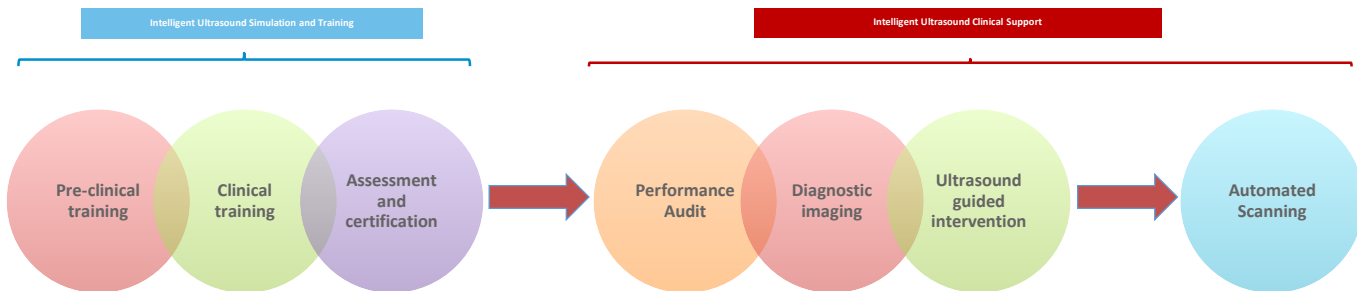 Intelligent Ultrasound Simulation and Training
Intelligent Ultrasound Clinical Support
Pre-clinical
training
Clinical
training
Assessment
and
certification
Performance
Audit
Diagnostic
imaging
Ultrasound
guided
intervention
Automated
Scanning